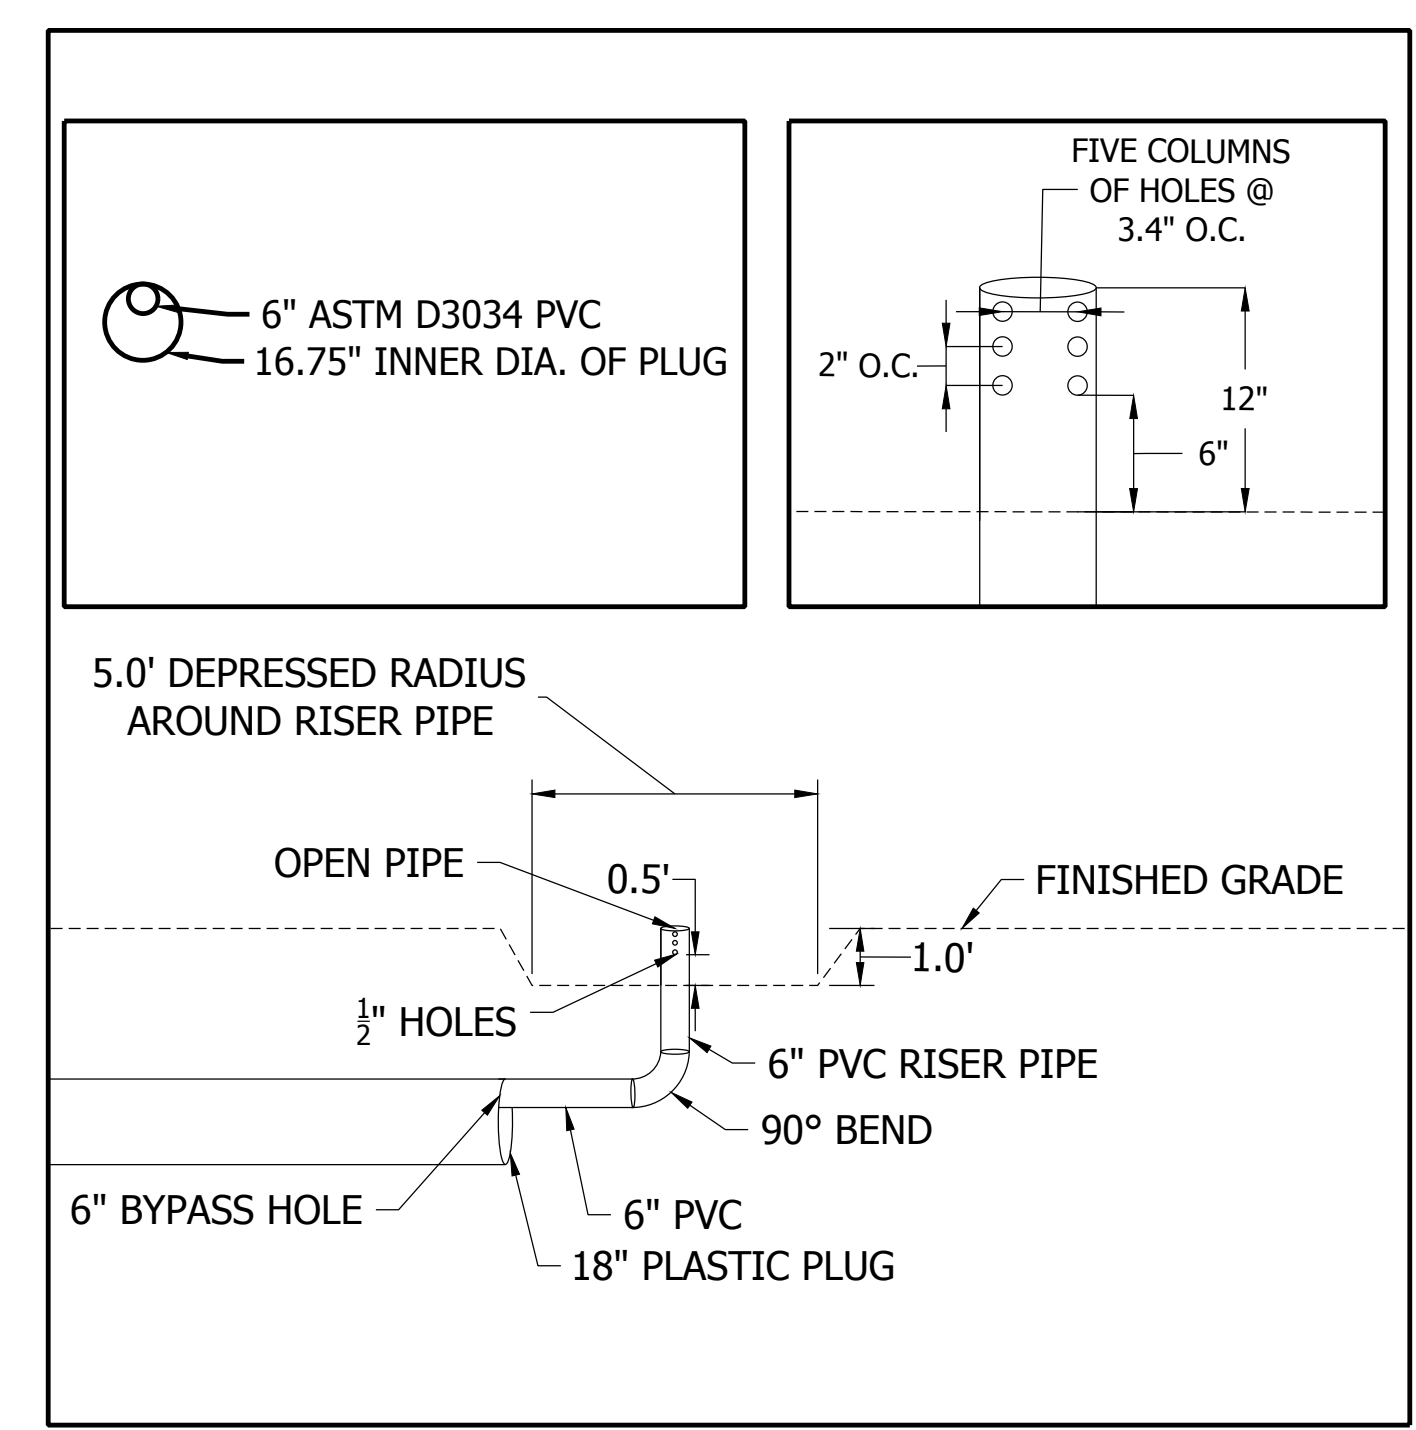 FIVE COLUMNS
OF HOLES @
3.4" O.C.
6" ASTM D3034 PVC
16.75" INNER DIA. OF PLUG
2" O.C.
12"
6"
5.0' DEPRESSED RADIUS
AROUND RISER PIPE
OPEN PIPE
0.5'
FINISHED GRADE
1.0'
½" HOLES
6" PVC RISER PIPE
90° BEND
6" BYPASS HOLE
6" PVC
18" PLASTIC PLUG